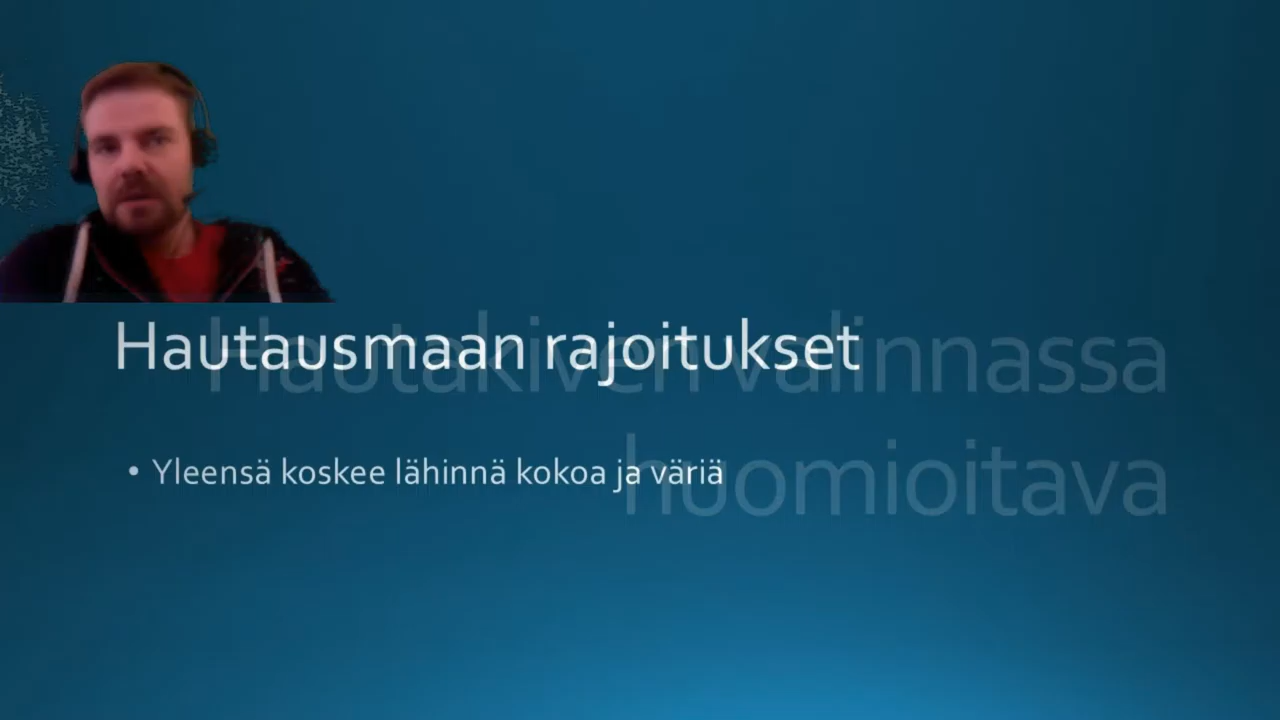 Hautausmaan rajoitukset
• Yleensä koskee lähinnä kokoa ja väriä
Hautakiven valinnassa
huomioitava